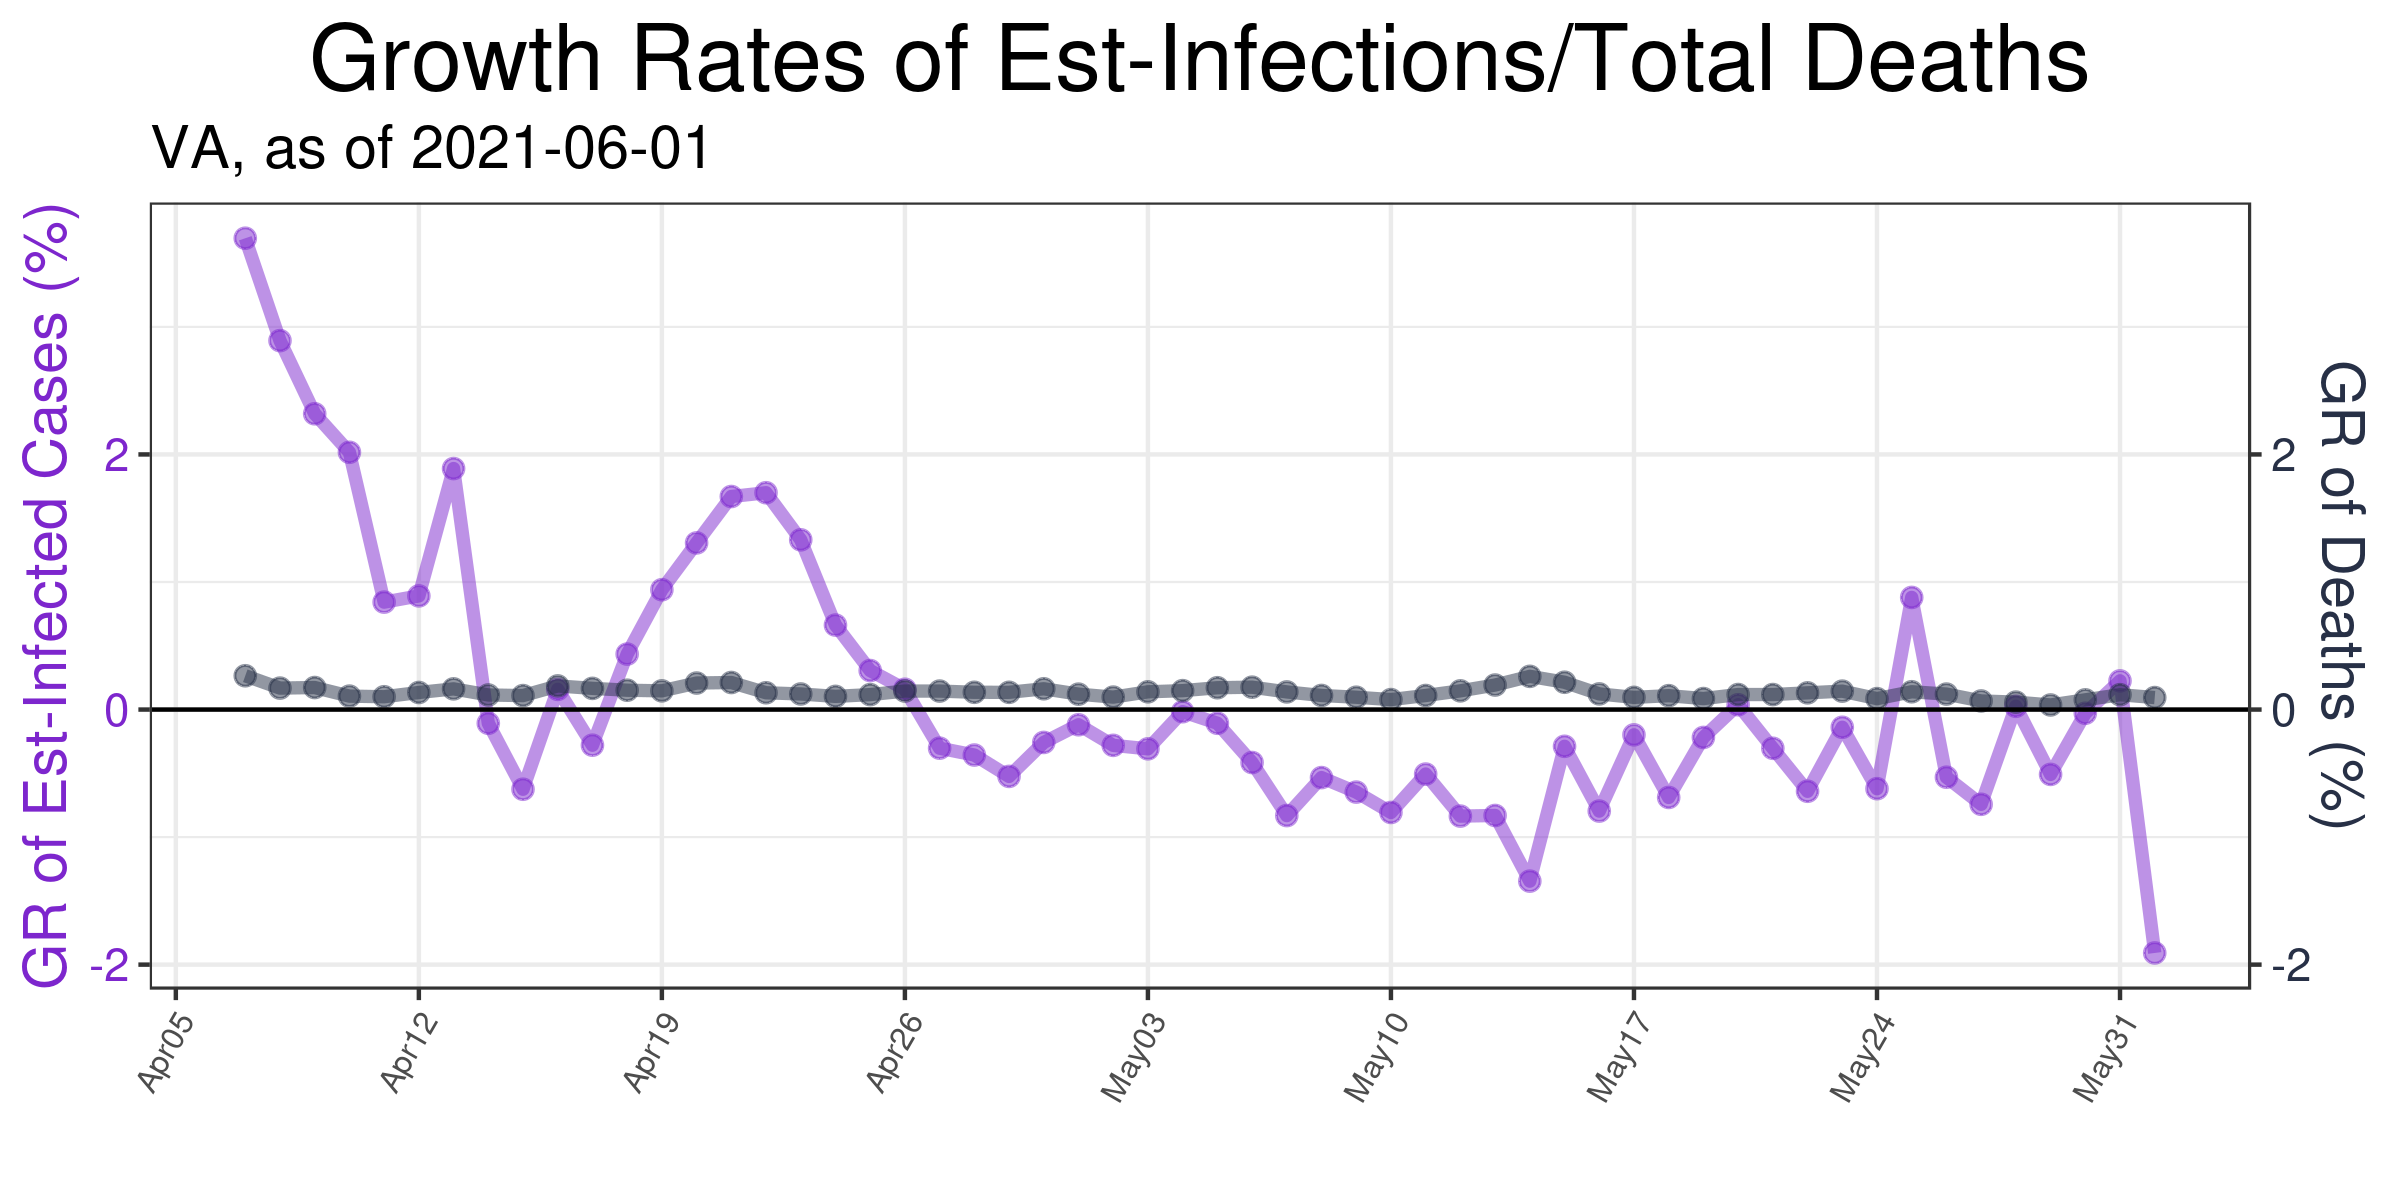 Growth Rates of Est-Infections/Total Deaths
VA, as of 2021-06-01
GR of Est-Infected Cases (%)
2
0
-2
2
0
-2
GR of Deaths (%)
Apr05
Apr12
Apr19
Apr26
May03
May10
May17
May24
May31